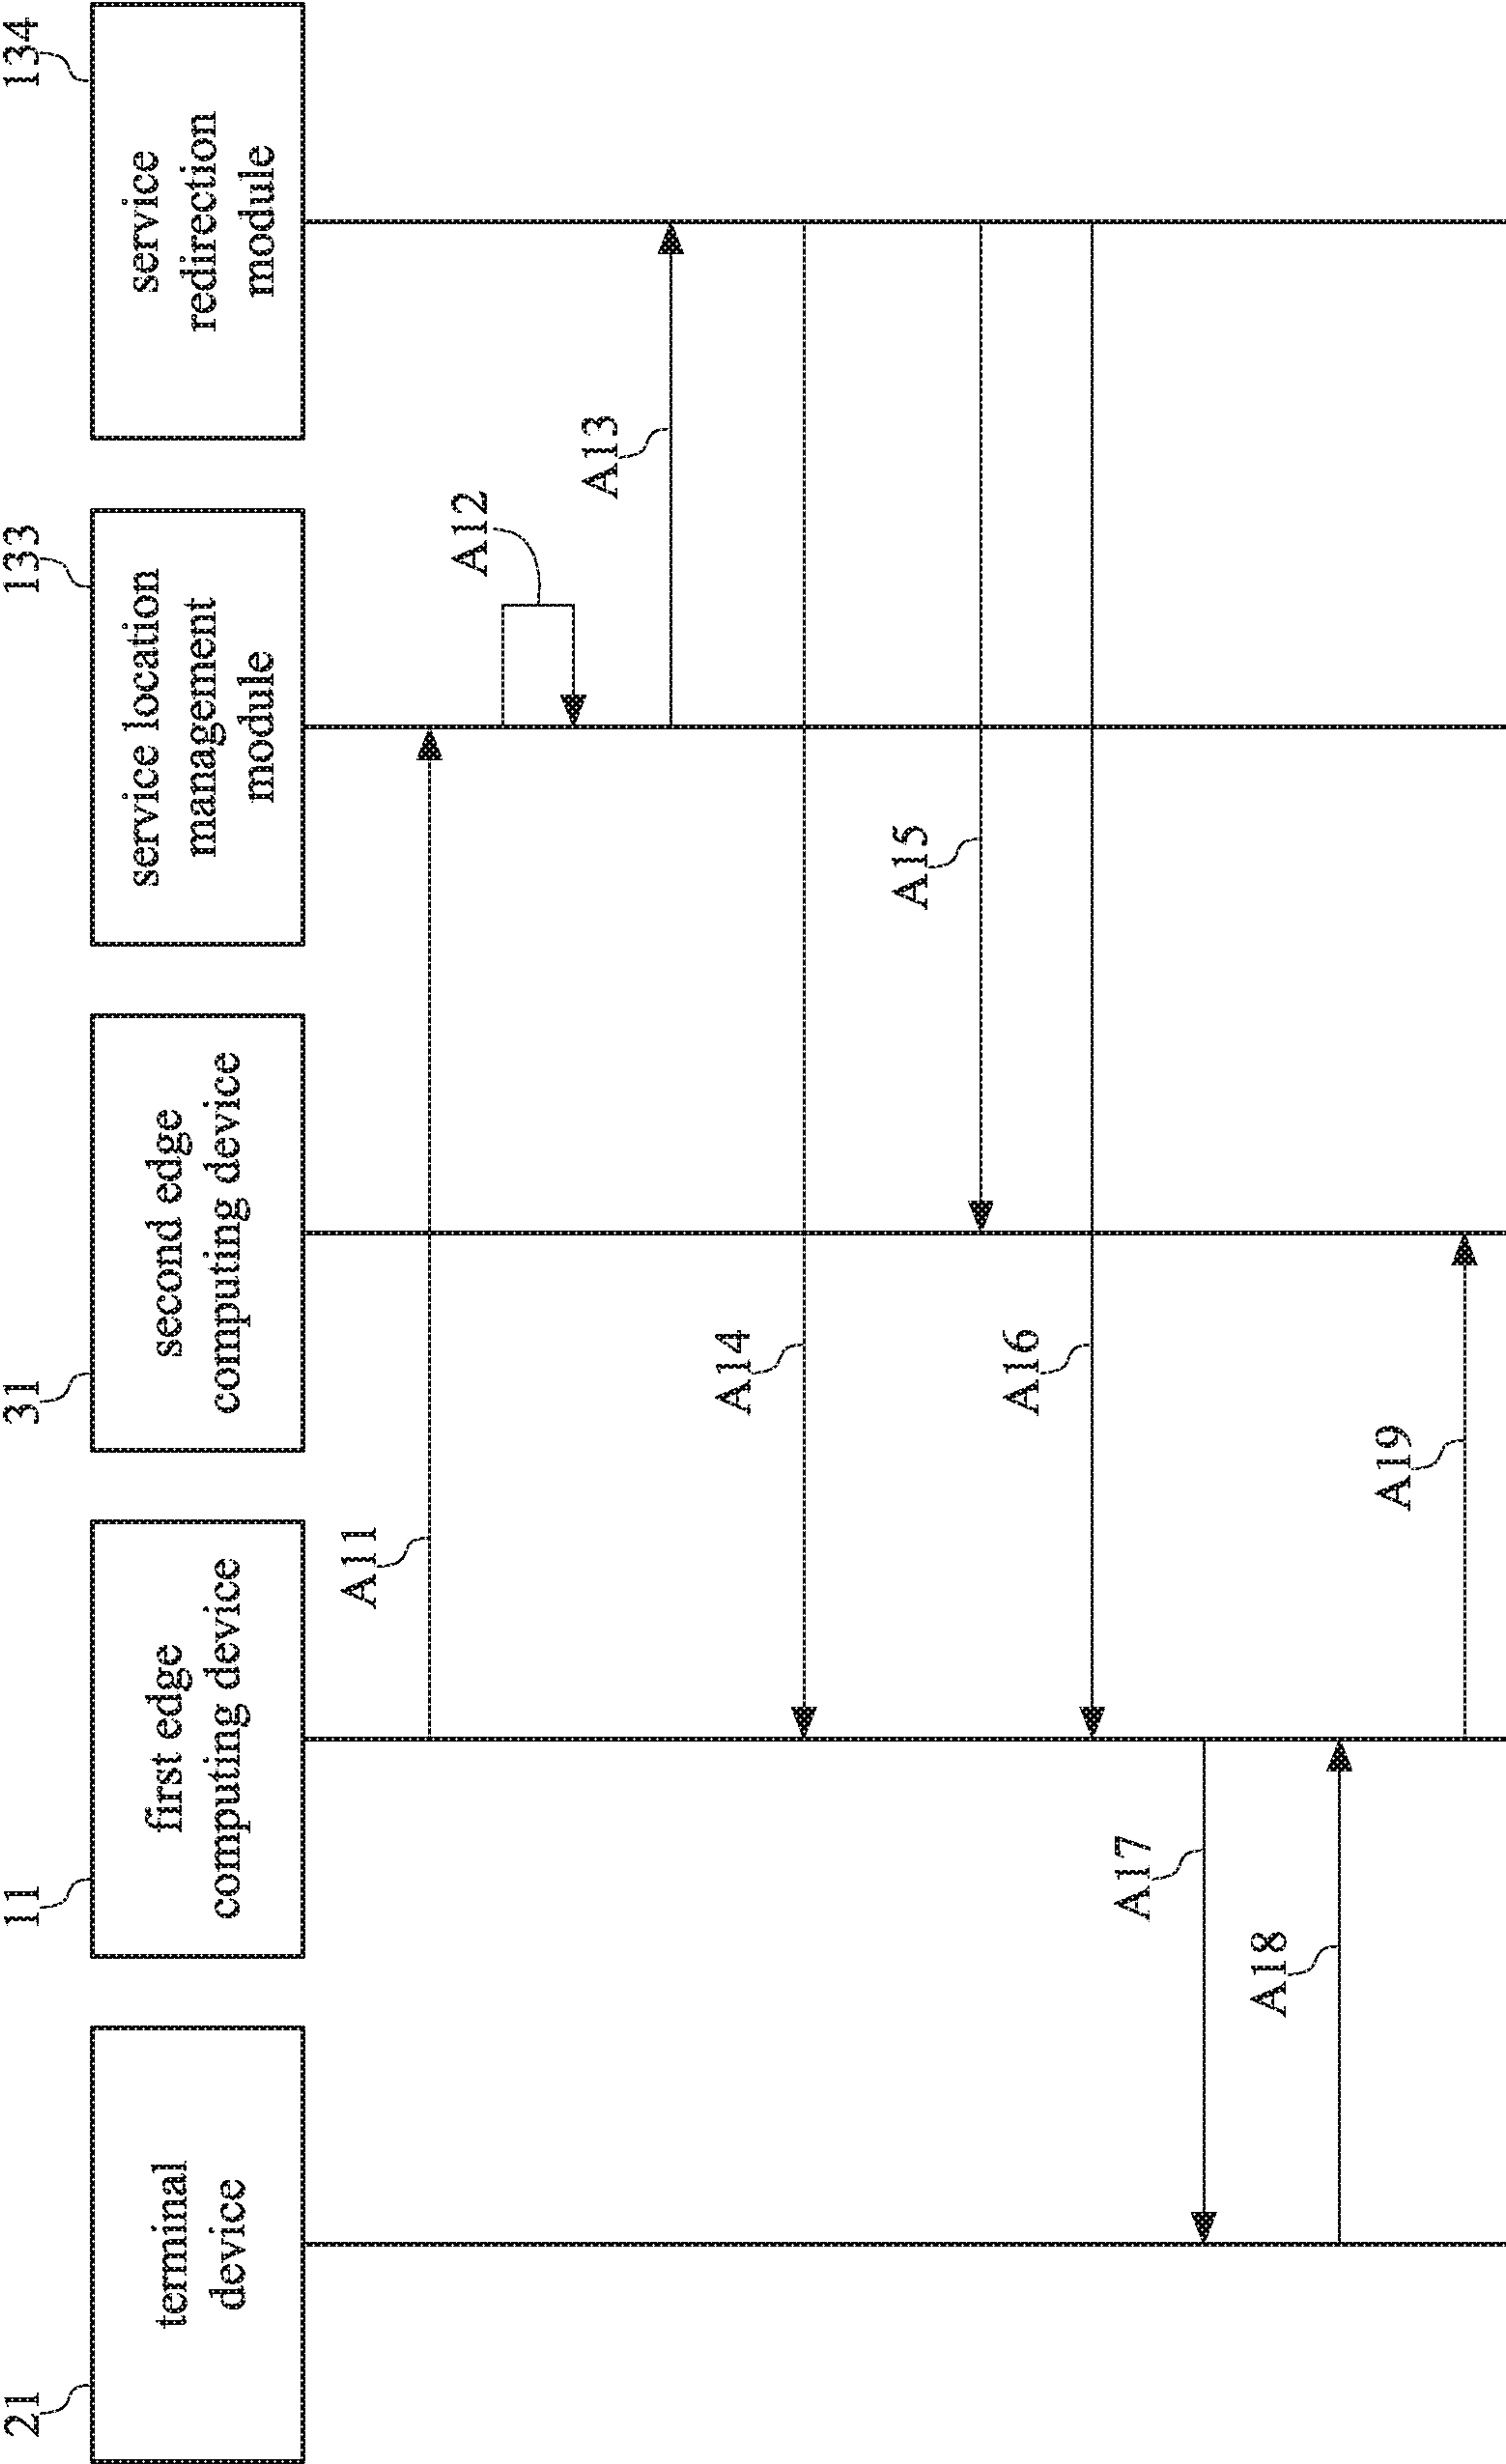 21
terminal
device
11
first edge
computing device
31
second edge
computing device
133
service location
management
module
134
service
redirection
module
A11
A12
A13
A14
A15
A16
A17
A18
A19